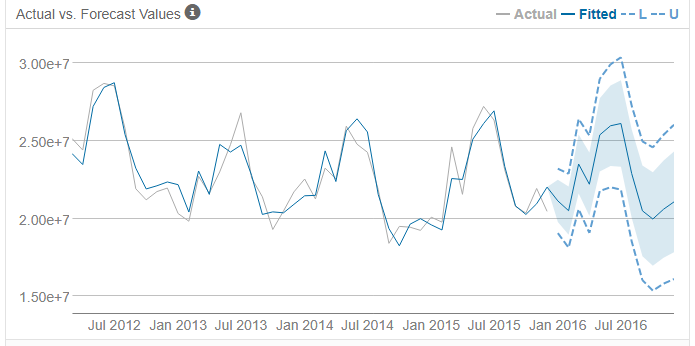 Actual vs. Forecast Values i — Actual — Fitted - - L - - U
3.00e+7
2.50e+7
2.00e+7
1.50e+7
Jul 2012 Jan 2013 Jul 2013 Jan 2014 Jul 2014 Jan 2015 Jul 2015 Jan 2016 Jul 2016